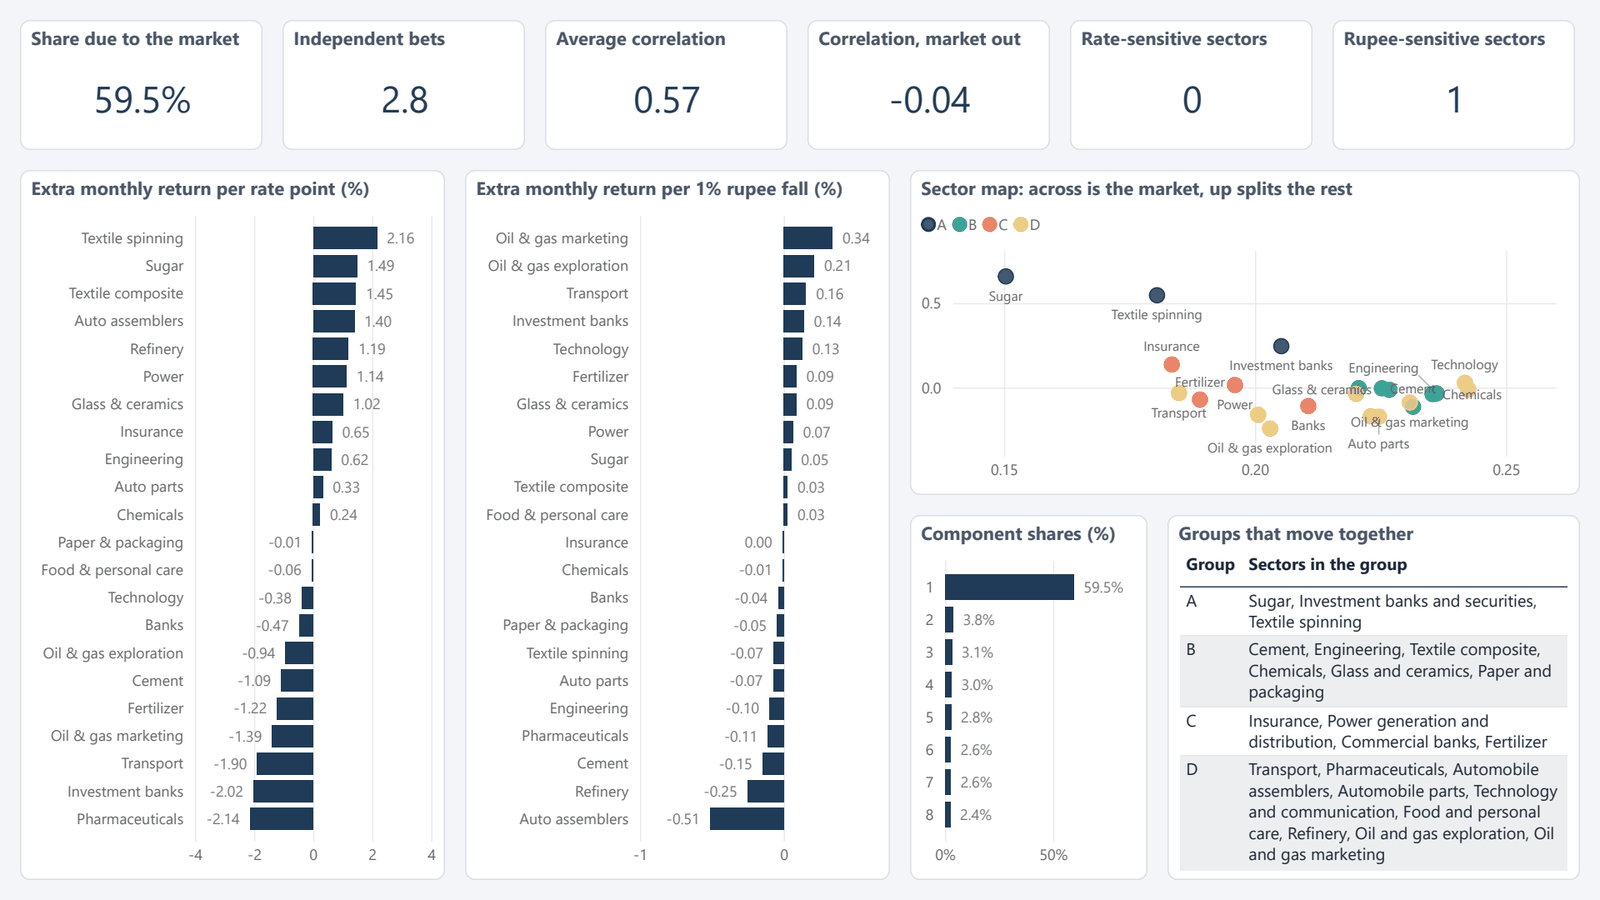 Share due to the market
59.5%
Independent bets
2.8
Average correlation
0.57
Correlation, market out
-0.04
Rate-sensitive sectors
0
Rupee-sensitive sectors
1
Extra monthly return per rate point (%)
Textile spinning 2.16
Sugar 1.49
Textile composite 1.45
Auto assemblers 1.40
Refinery 1.19
Power 1.14
Glass & ceramics 1.02
Insurance 0.65
Engineering 0.62
Auto parts 0.33
Chemicals 0.24
Paper & packaging -0.01
Food & personal care -0.06
Technology -0.38
Banks -0.47
Oil & gas exploration -0.94
Cement -1.09
Fertilizer -1.22
Oil & gas marketing -1.39
Transport -1.90
Investment banks -2.02
Pharmaceuticals -2.14
-4 -2 0 2 4
Extra monthly return per 1% rupee fall (%)
Oil & gas marketing 0.34
Oil & gas exploration 0.21
Transport 0.16
Investment banks 0.14
Technology 0.13
Fertilizer 0.09
Glass & ceramics 0.09
Power 0.07
Sugar 0.05
Textile composite 0.03
Food & personal care 0.03
Insurance 0.00
Chemicals -0.01
Banks -0.04
Paper & packaging -0.05
Textile spinning -0.07
Auto parts -0.07
Engineering -0.10
Pharmaceuticals -0.11
Cement -0.15
Refinery -0.25
Auto assemblers -0.51
-1 0
Sector map: across is the market, up splits the rest
A B C D
0.5
0.0
Sugar
Textile spinning
Insurance
Investment banks
Engineering
Technology
Fertilizer
Glass & ceramics
Cement
Chemicals
Transport
Power
Banks
Oil & gas marketing
Oil & gas exploration
Auto parts
0.15 0.20 0.25
Component shares (%)
1 59.5%
2 3.8%
3 3.1%
4 3.0%
5 2.8%
6 2.6%
7 2.6%
8 2.4%
0% 50%
Groups that move together
Group Sectors in the group
A Sugar, Investment banks and securities,
Textile spinning
B Cement, Engineering, Textile composite,
Chemicals, Glass and ceramics, Paper and
packaging
C Insurance, Power generation and
distribution, Commercial banks, Fertilizer
D Transport, Pharmaceuticals, Automobile
assemblers, Automobile parts, Technology
and communication, Food and personal
care, Refinery, Oil and gas exploration, Oil
and gas marketing